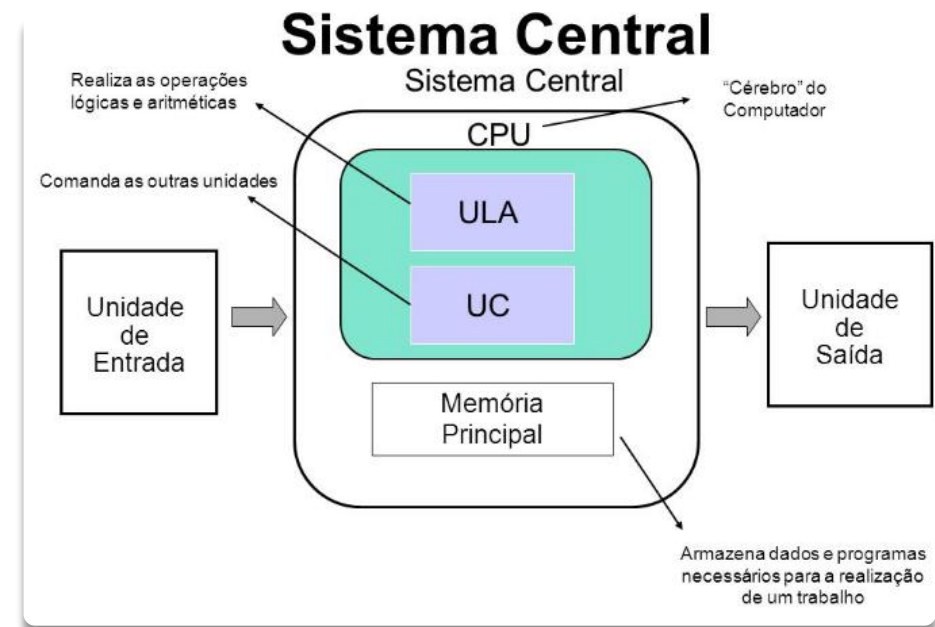 Sistema Central
Sistema Central
Realiza as operações
lógicas e aritméticas
“Cérebro” do
Computador
CPU
Comanda as outras unidades
ULA
UC
Unidade
de
Entrada
Unidade
de
Saída
Memória
Principal
Armazena dados e programas
necessários para a realização
de um trabalho